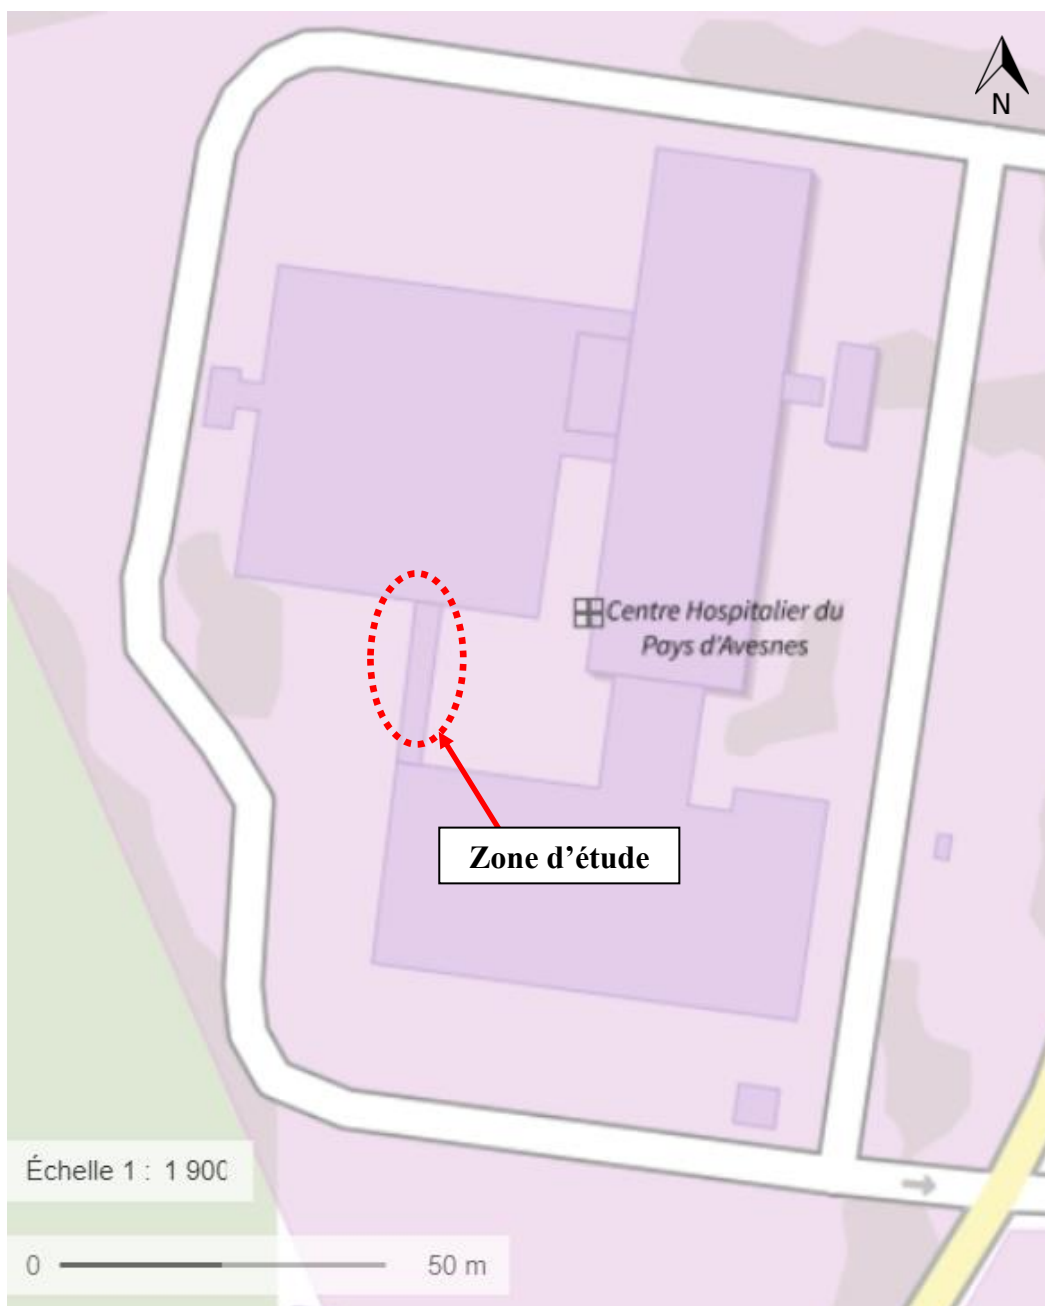 N
Centre Hospitalier du
Pays d'Avesnes
Zone d'étude
Échelle 1 : 1 900
0 50 m